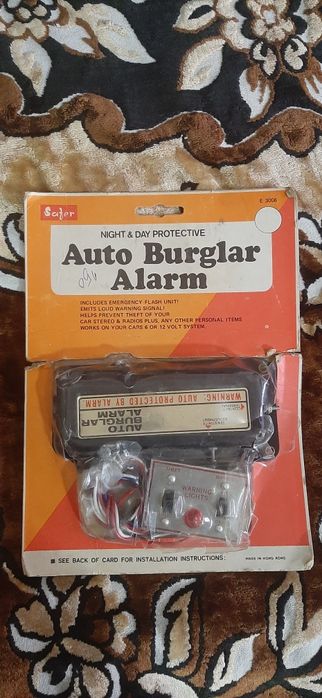 Safer
E 3006
NIGHT & DAY PROTECTIVE
Auto Burglar
Alarm
INCLUDES EMERGENCY FLASH UNIT!
EMITS LOUD WARNING SIGNAL!
HELPS PREVENT THEFT OF YOUR
CAR STEREO & RADIOS PLUS, ANY OTHER PERSONAL ITEMS
WORKS ON YOUR CARS 6 OR 12 VOLT SYSTEM.
WARNING: AUTO PROTECTED BY ALARM
AUTO
BURGLAR
ALARM
WARNING
LIGHTS
■ SEE BACK OF CARD FOR INSTALLATION INSTRUCTIONS:
MADE IN HONG KONG